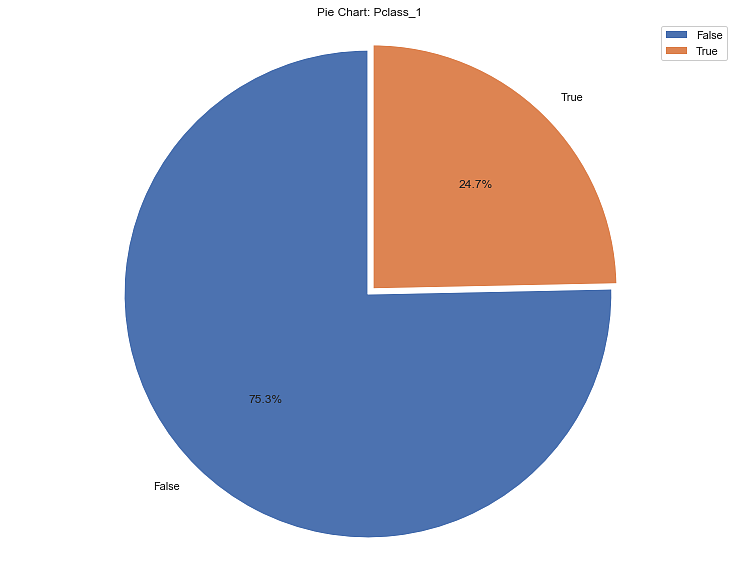 Pie Chart: Pclass_1
False
True
True
24.7%
75.3%
False